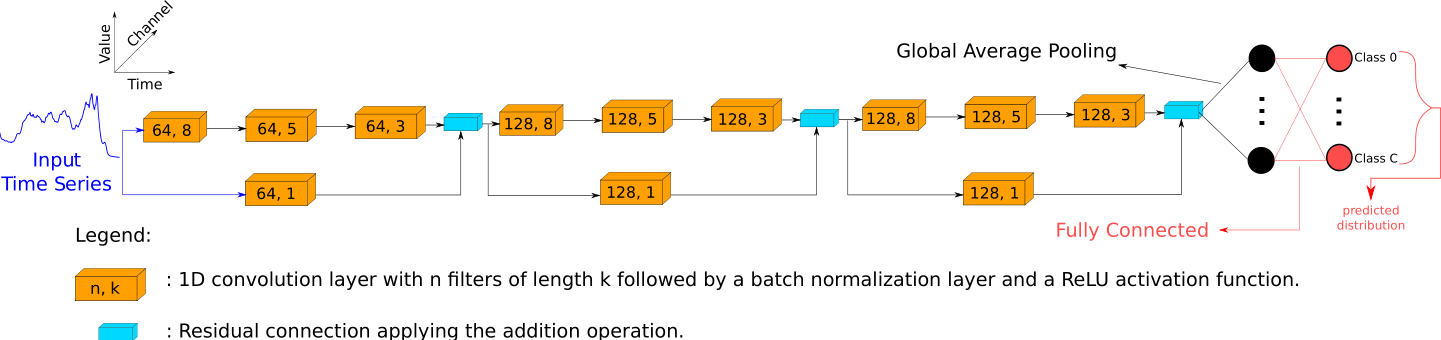 Value
Channel
Time
Input
Time Series
64, 8
64, 5
64, 3
64, 1
128, 8
128, 5
128, 3
128, 1
128, 8
128, 5
128, 3
128, 1
Global Average Pooling
Class 0
Class C
Fully Connected
predicted
distribution
Legend:
n, k
: 1D convolution layer with n filters of length k followed by a batch normalization layer and a ReLU activation function.
: Residual connection applying the addition operation.